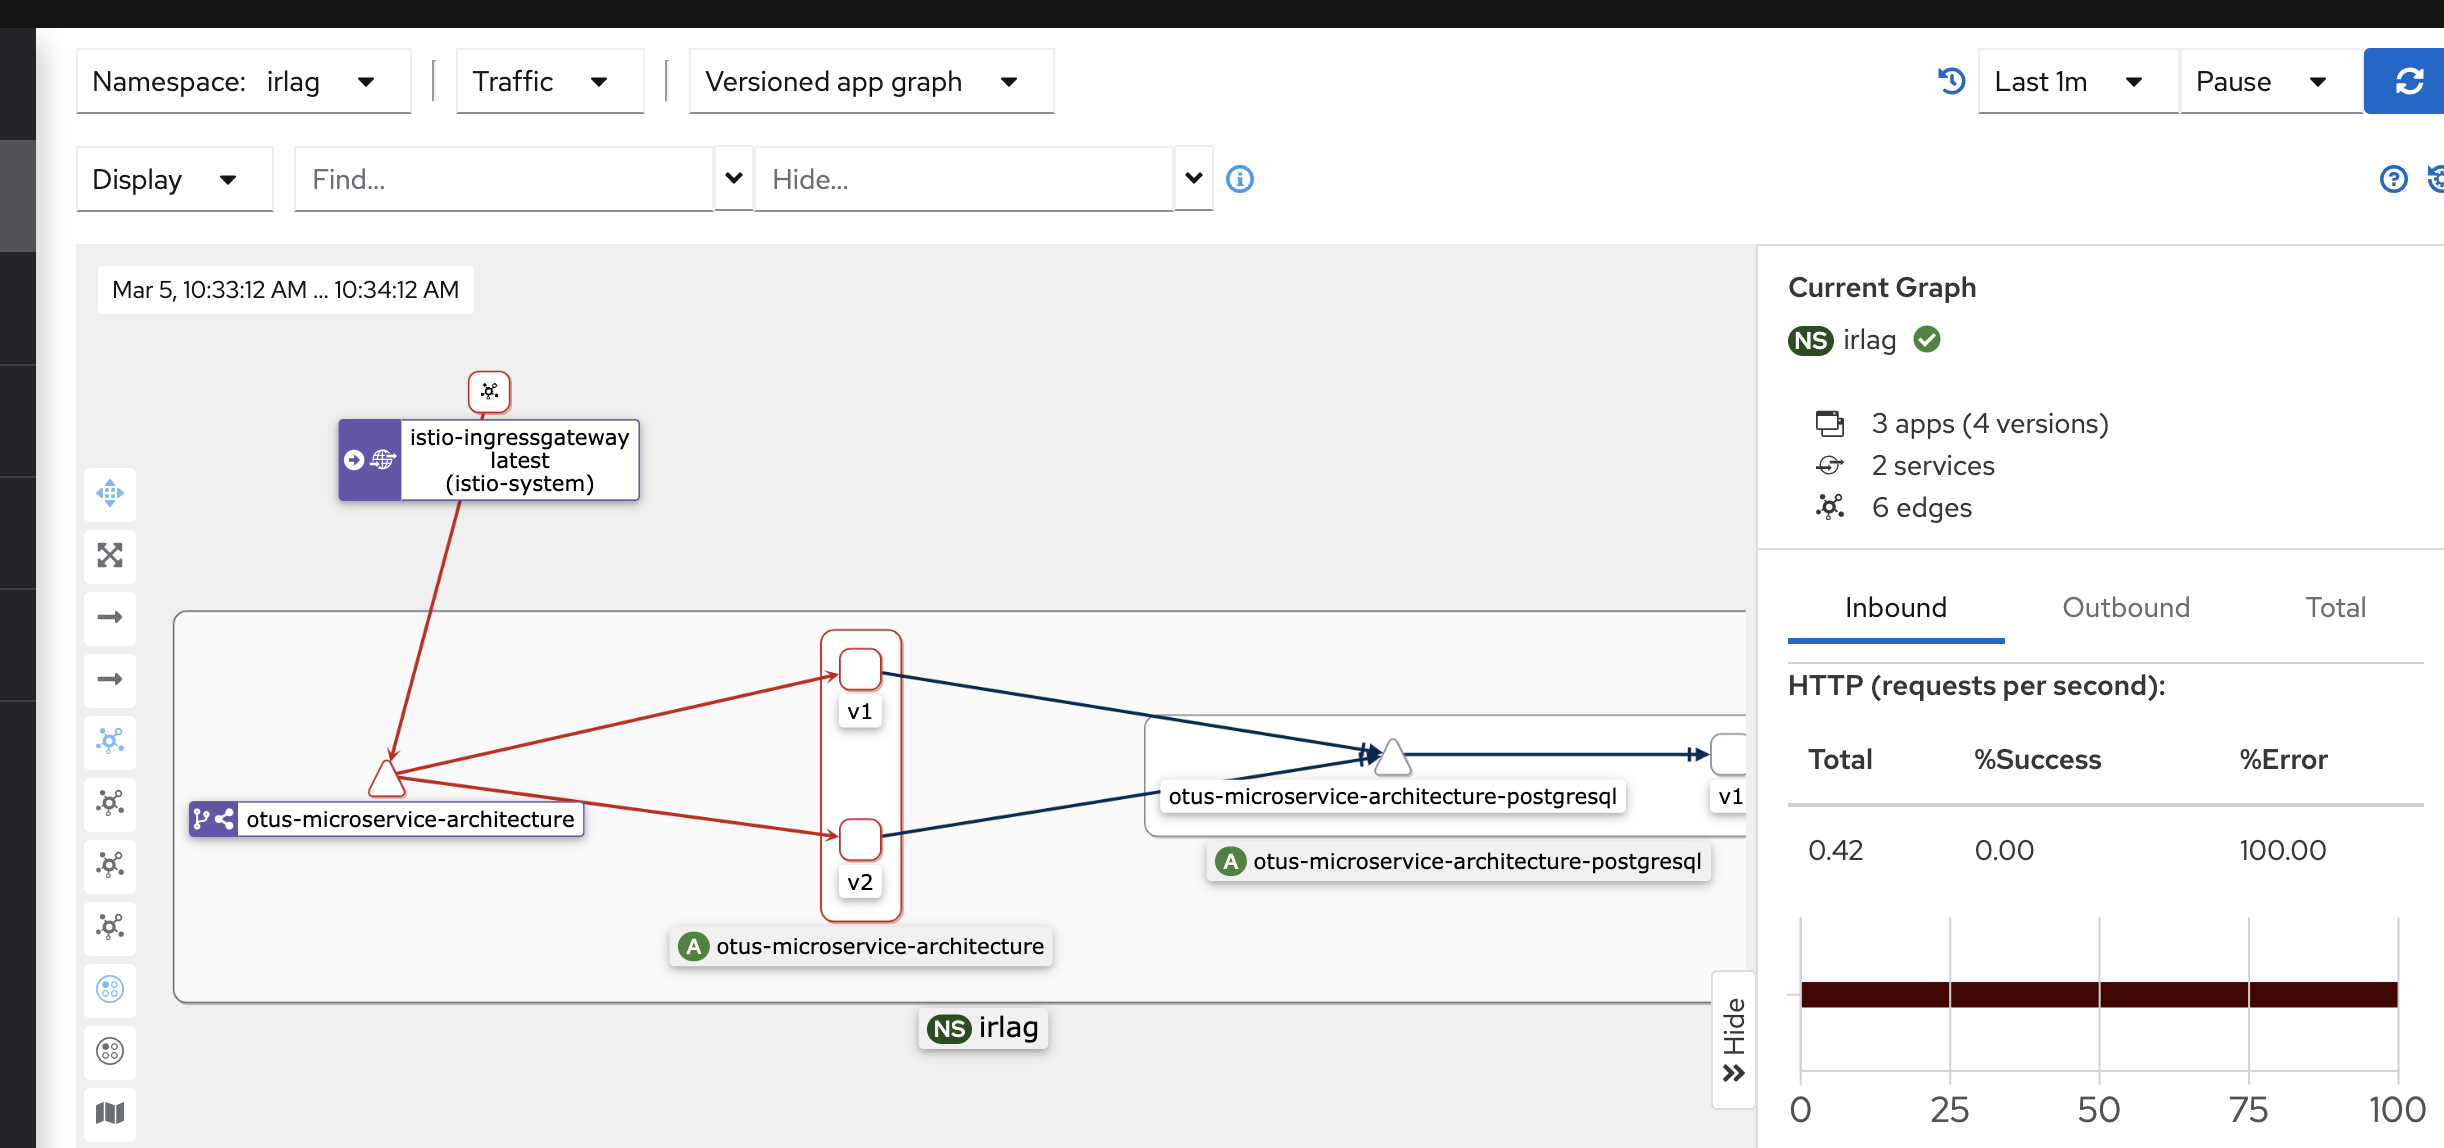 Namespace: irlag
Traffic
Versioned app graph
Last 1m
Pause
Display
Find...
Hide...
Mar 5, 10:33:12 AM ... 10:34:12 AM
istio-ingressgateway
latest
(istio-system)
v1
otus-microservice-architecture
v2
A otus-microservice-architecture
otus-microservice-architecture-postgresql
v1
A otus-microservice-architecture-postgresql
NS irlag
Hide
Current Graph
NS irlag
3 apps (4 versions)
2 services
6 edges
Inbound Outbound Total
HTTP (requests per second):
Total %Success %Error
0.42 0.00 100.00
0 25 50 75 100